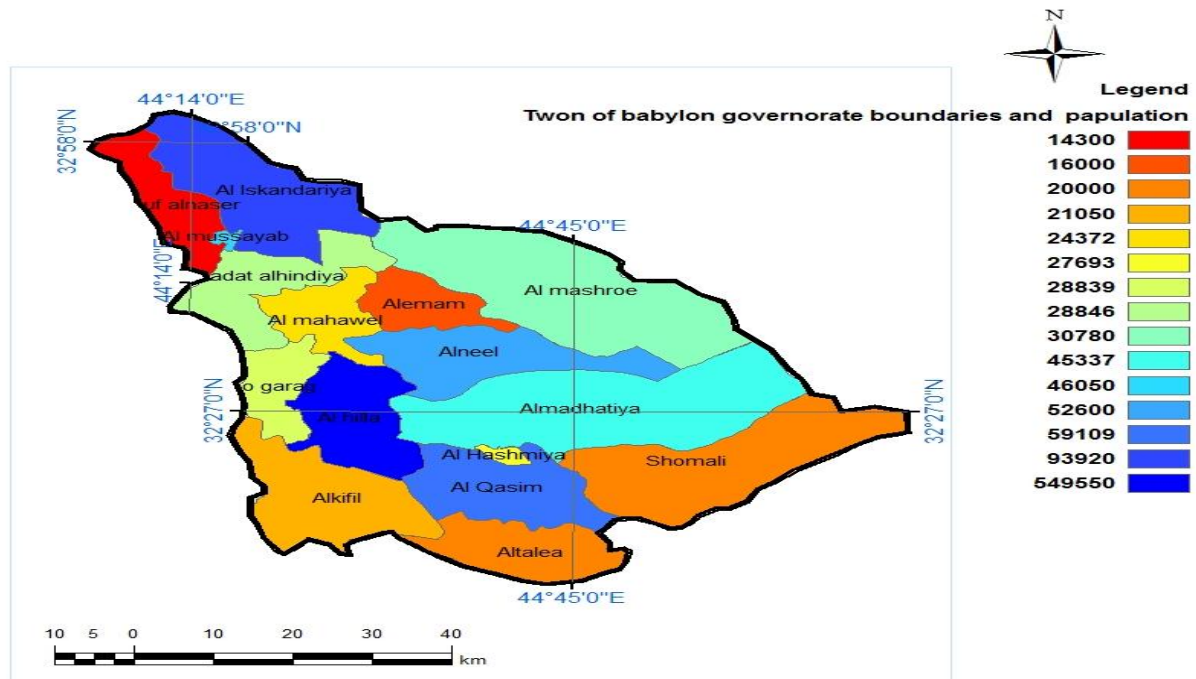 N
Legend
Twon of babylon governorate boundaries and papulation
14300
16000
20000
21050
24372
27693
28839
28846
30780
45337
46050
52600
59109
93920
549550
44°14'0"E
°58'0"N
32°58'0"N
Al Iskandariya
uf alnaser
Al mussayab
44°45'0"E
44°14'0"E
adat alhindiya
Al mashroe
Alemam
Al mahawel
Alneel
o garag
Al hilla
Almadhatiya
32°27'0"N
32°27'0"N
Al Hashmiya
Shomali
Al Qasim
Alkifil
Altalea
44°45'0"E
10 5 0 10 20 30 40
km